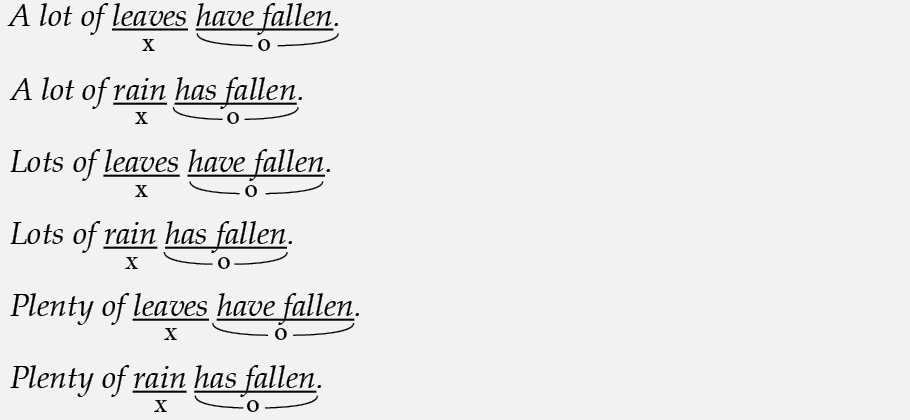 A lot of leaves have fallen.
x o
A lot of rain has fallen.
x o
Lots of leaves have fallen.
x o
Lots of rain has fallen.
x o
Plenty of leaves have fallen.
x o
Plenty of rain has fallen.
x o